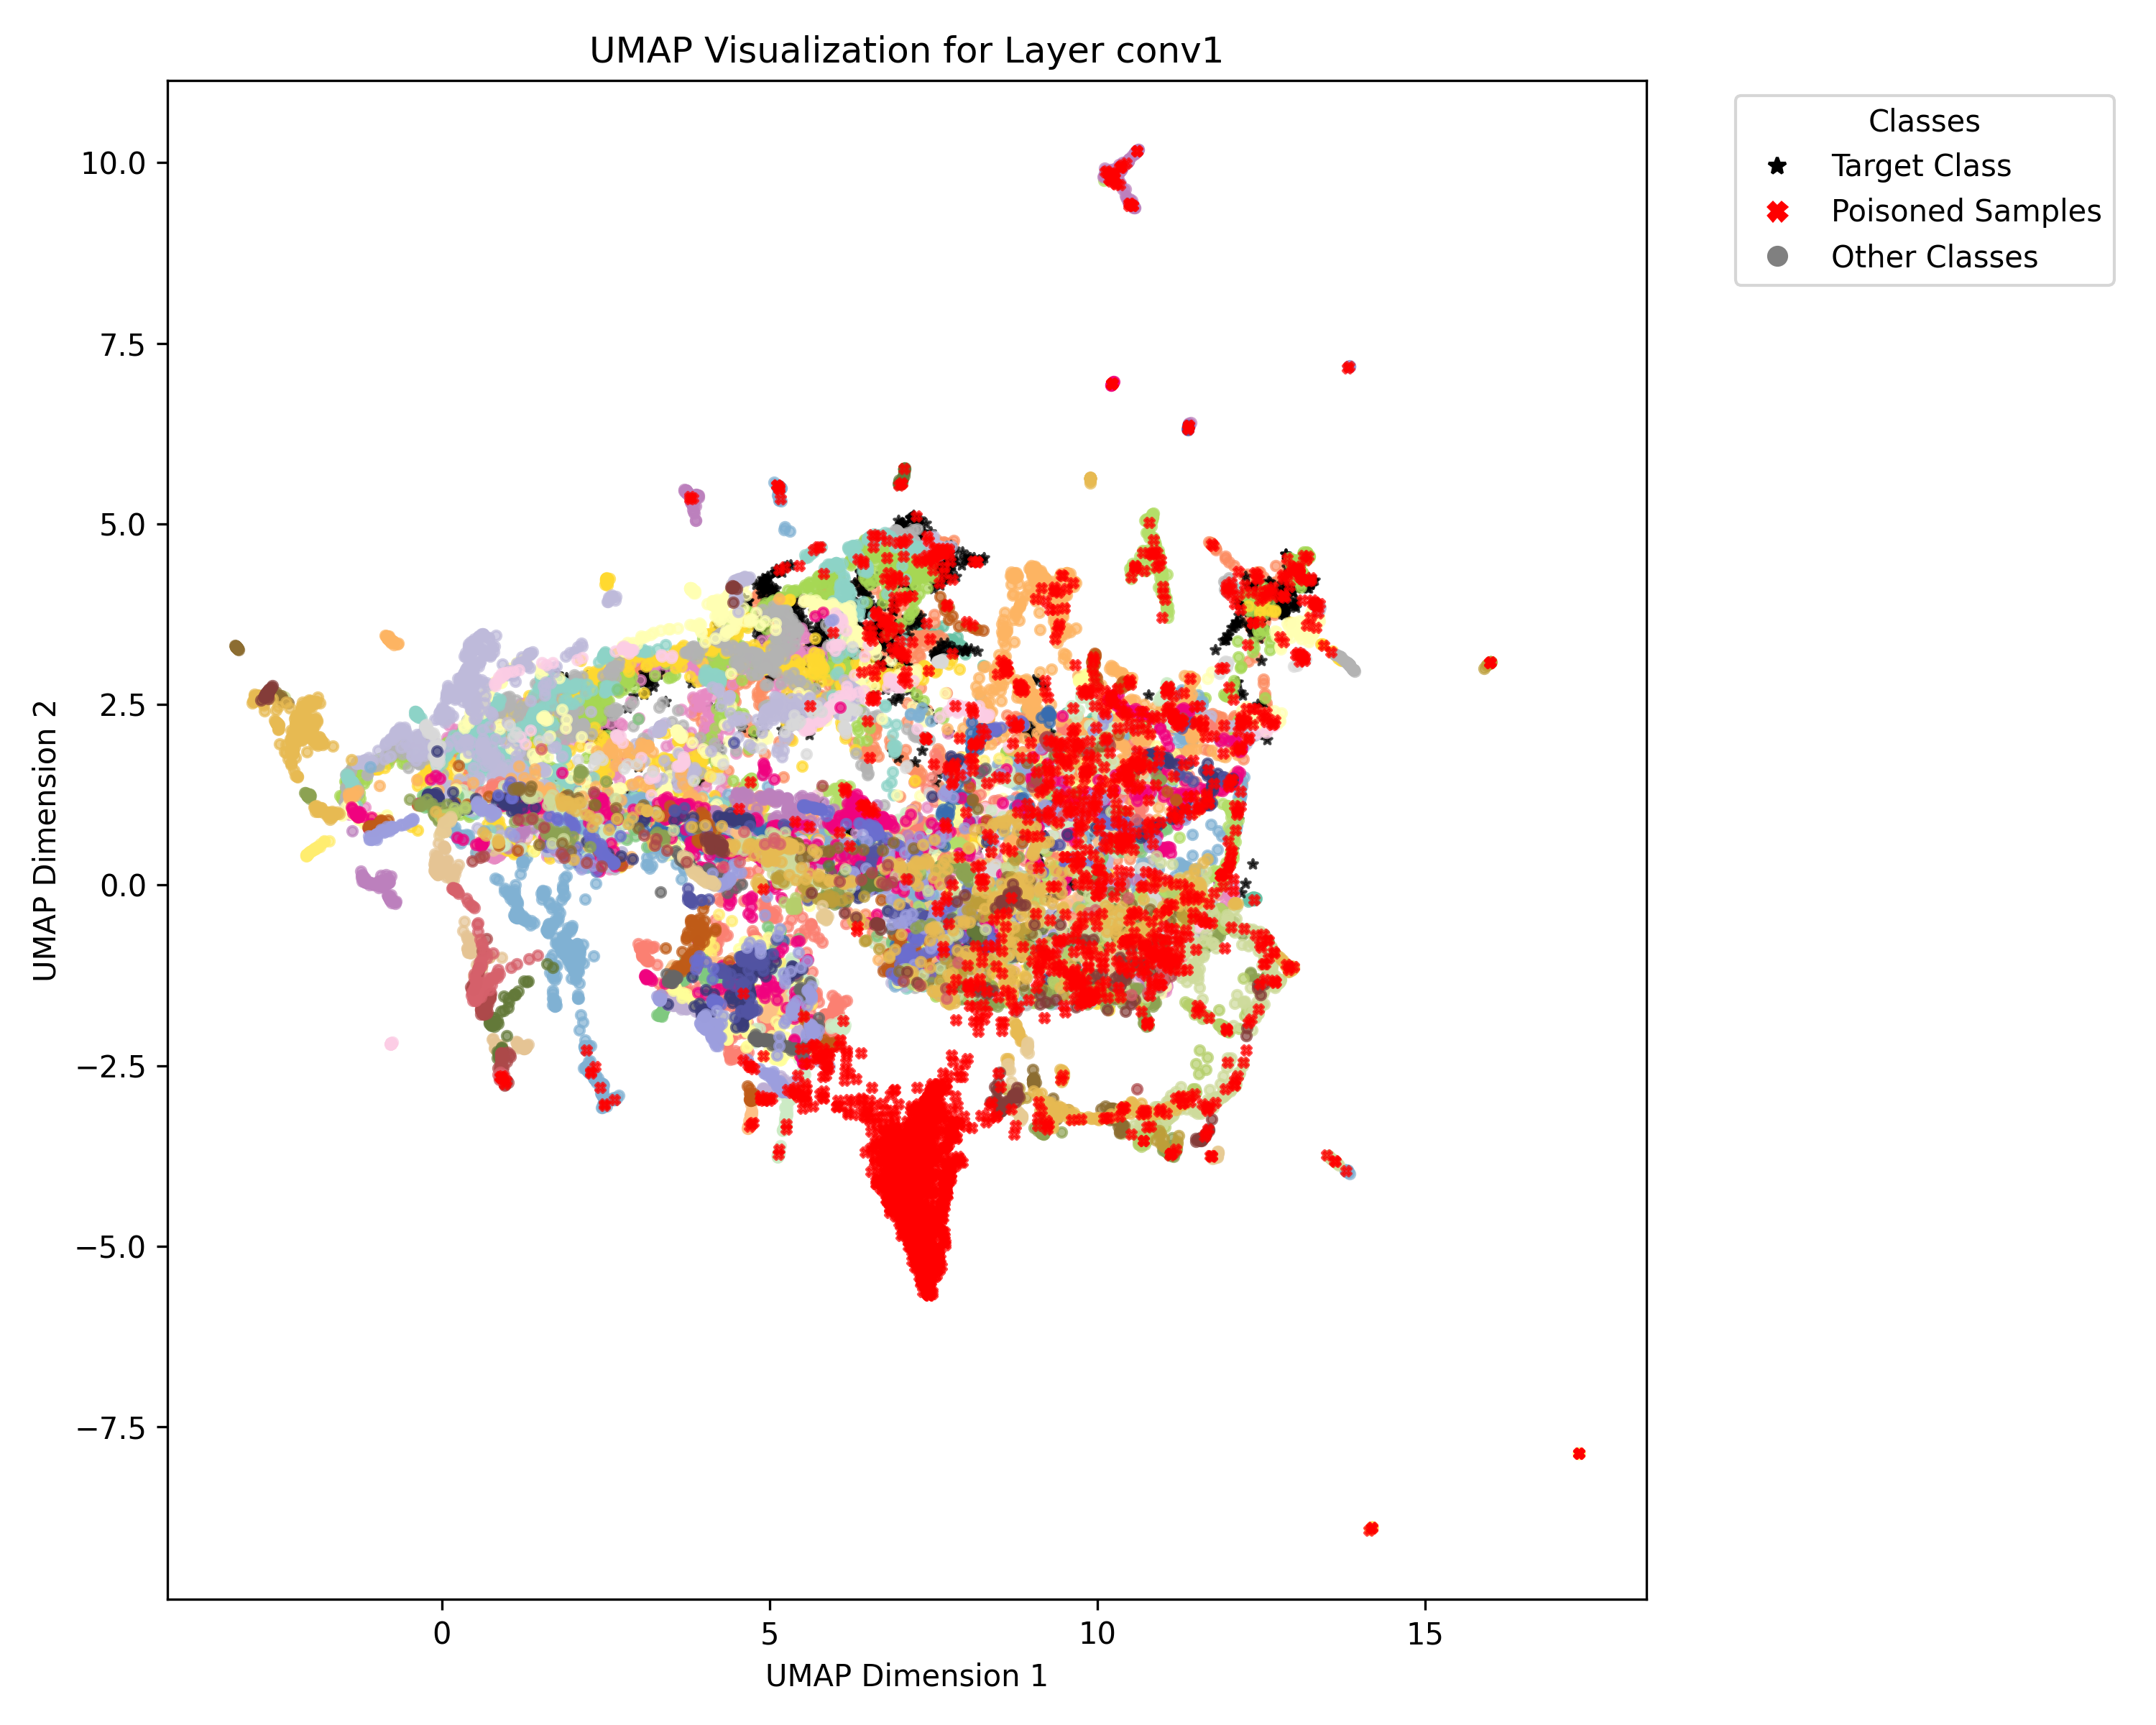 UMAP Visualization for Layer conv1
Classes
Target Class
Poisoned Samples
Other Classes
10.0
7.5
5.0
2.5
0.0
−2.5
−5.0
−7.5
UMAP Dimension 2
0
5
10
15
UMAP Dimension 1